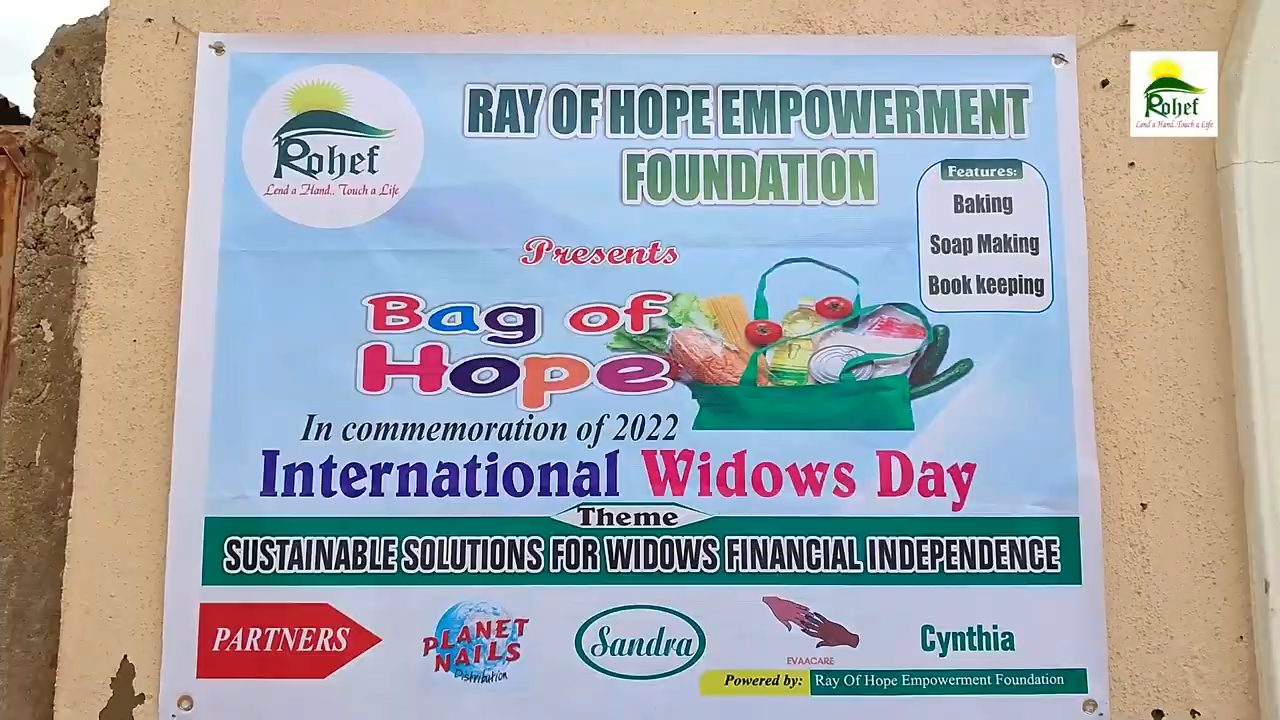 Rohef
Lend a Hand.. Touch a Life
RAY OF HOPE EMPOWERMENT
FOUNDATION
Rohef
Lend a Hand. Touch a Life
Features:
Baking
Soap Making
Book keeping
Presents
Bag of
Hope
In commemoration of 2022
International Widows Day
Theme
SUSTAINABLE SOLUTIONS FOR WIDOWS FINANCIAL INDEPENDENCE
PARTNERS
PLANET
NAILS
Distribution
Sandra
EVAACARE
Cynthia
Powered by: Ray Of Hope Empowerment Foundation